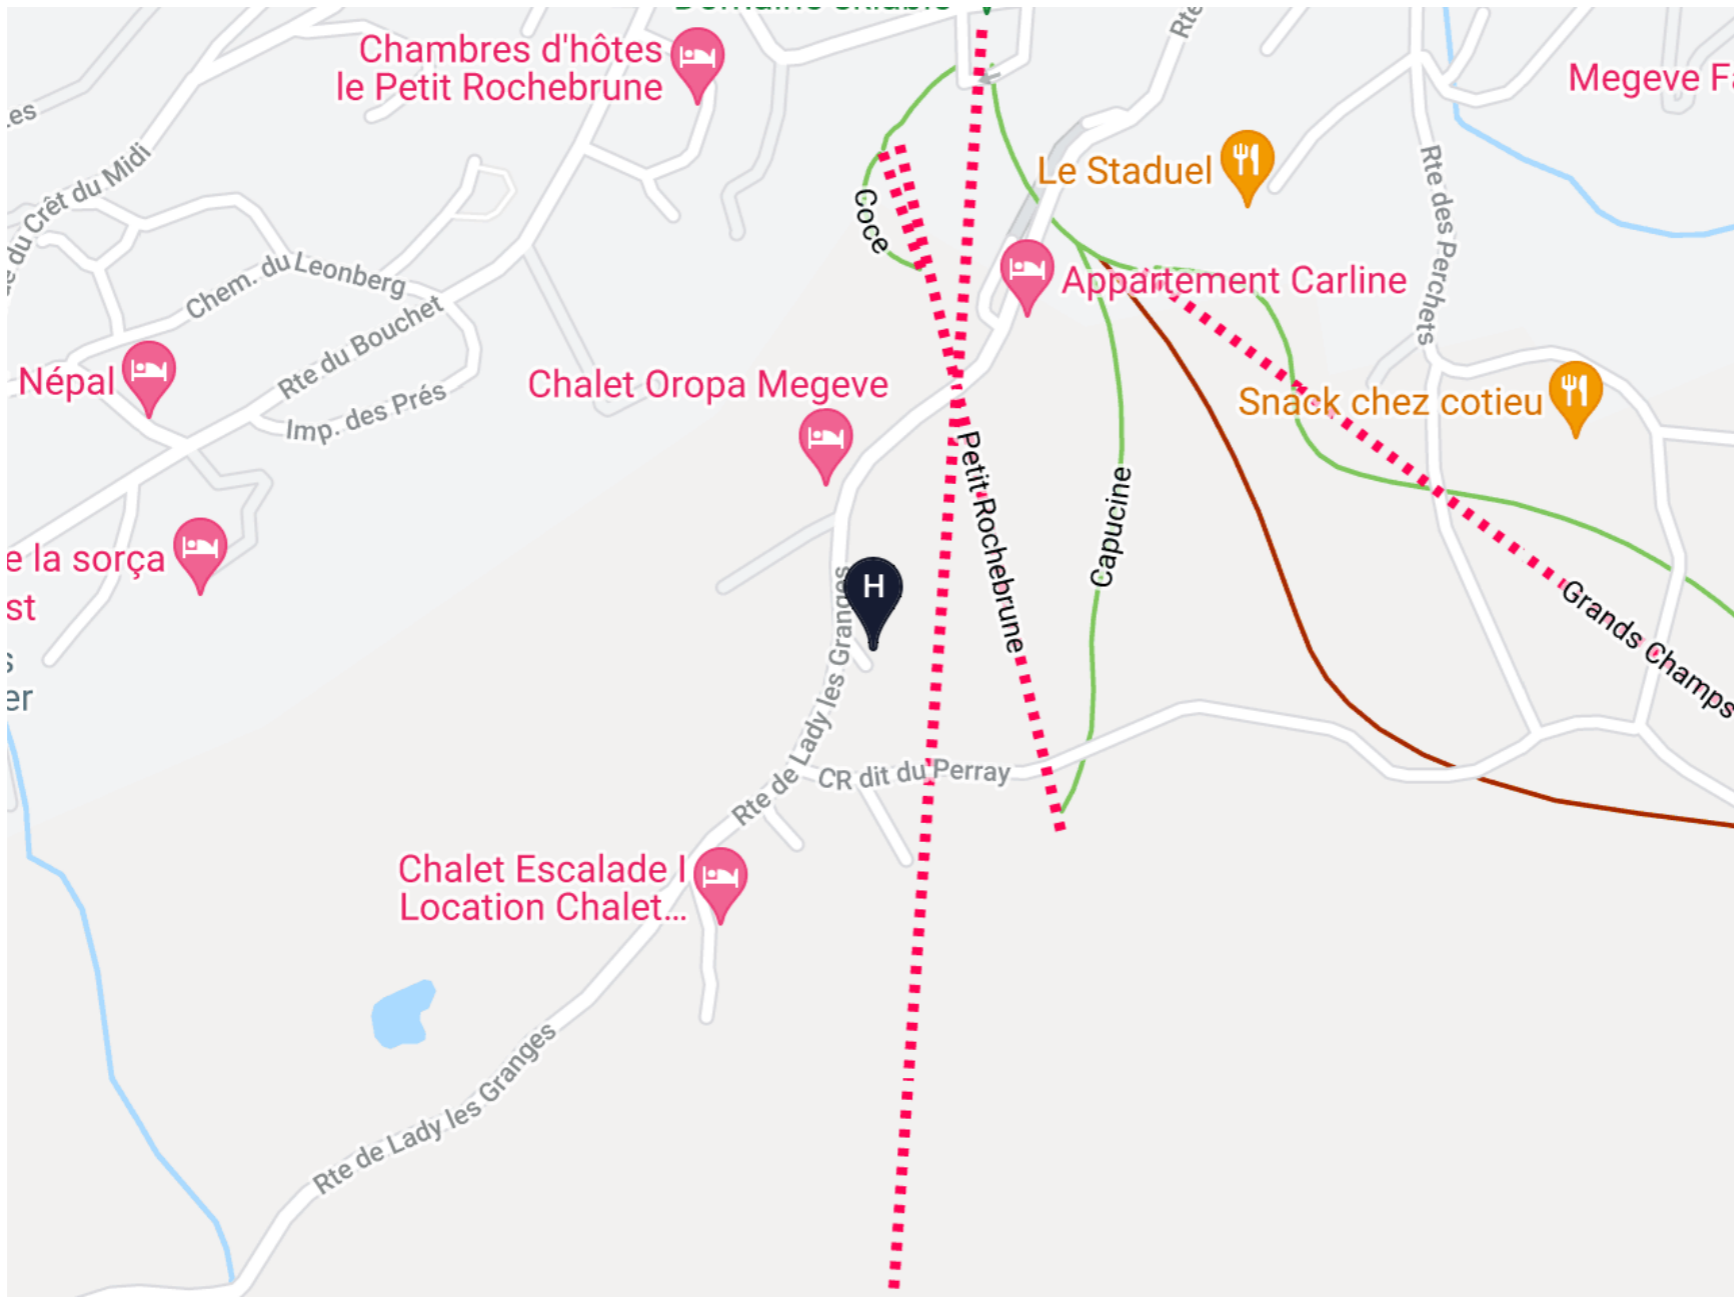 Domaine skiable
Rte
Chambres d'hôtes
le Petit Rochebrune
Megeve
Le Staduel
Rte des Perchets
Coce
Chem. du Leonberg
Appartement Carline
Rte du Bouchet
Népal
Chalet Oropa Megeve
Imp. des Prés
Snack chez cotieu
Petit Rochebrune
Capucine
e la sorça
st
H
Grands Champs
er
Rte de Lady les Granges
CR dit du Perray
Chalet Escalade I
Location Chalet...
Rte de Lady les Granges
du Crêt du Midi